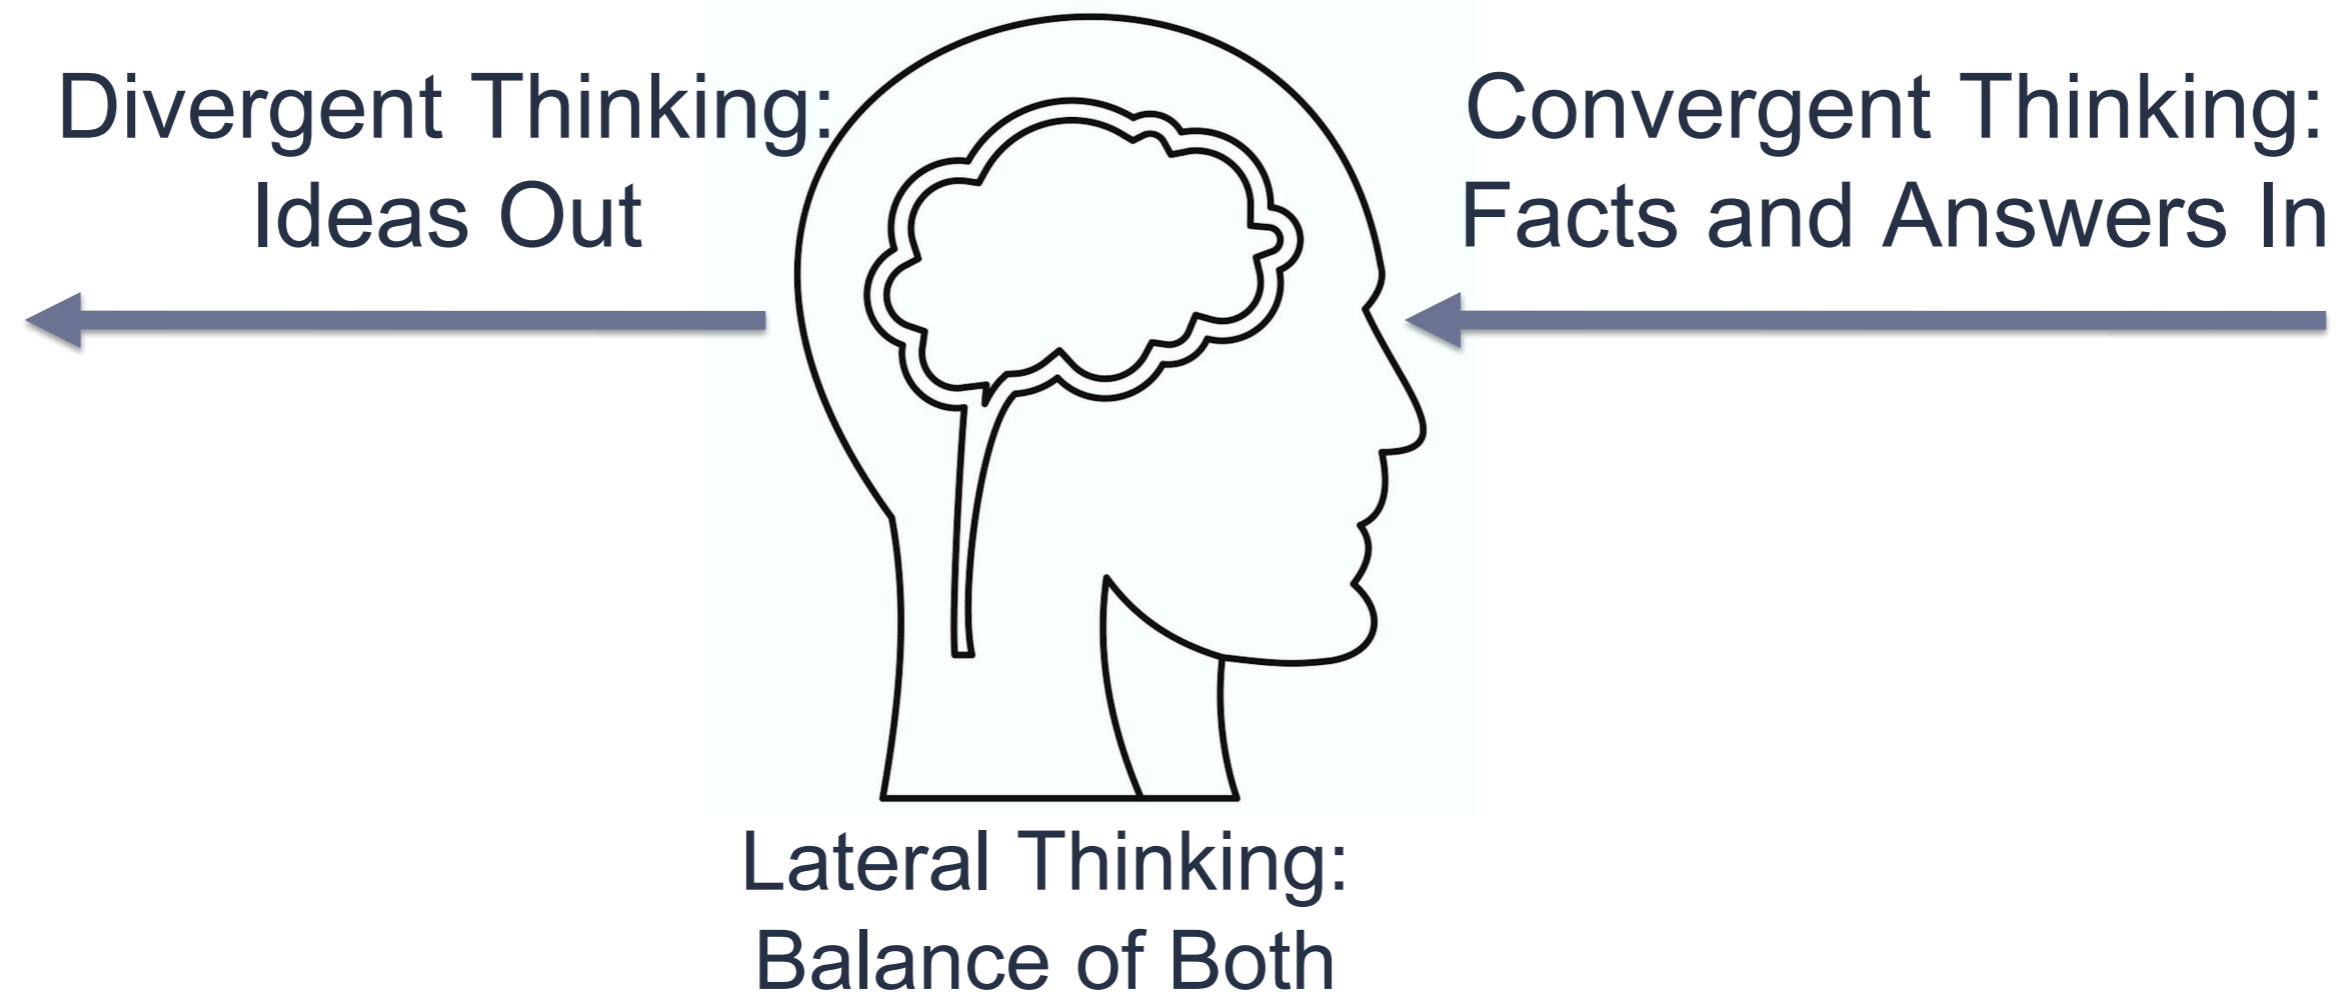 Divergent Thinking:
Ideas Out
Convergent Thinking:
Facts and Answers In
Lateral Thinking:
Balance of Both